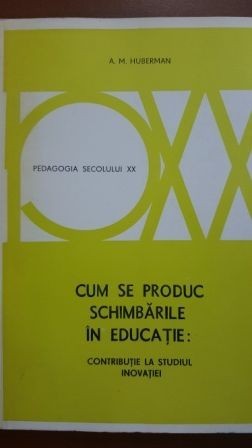 A. M. HUBERMAN
PEDAGOGIA SECOLULUI XX
CUM SE PRODUC
SCHIMBĂRILE
ÎN EDUCAȚIE:
CONTRIBUȚIE LA STUDIUL
INOVAȚIEI